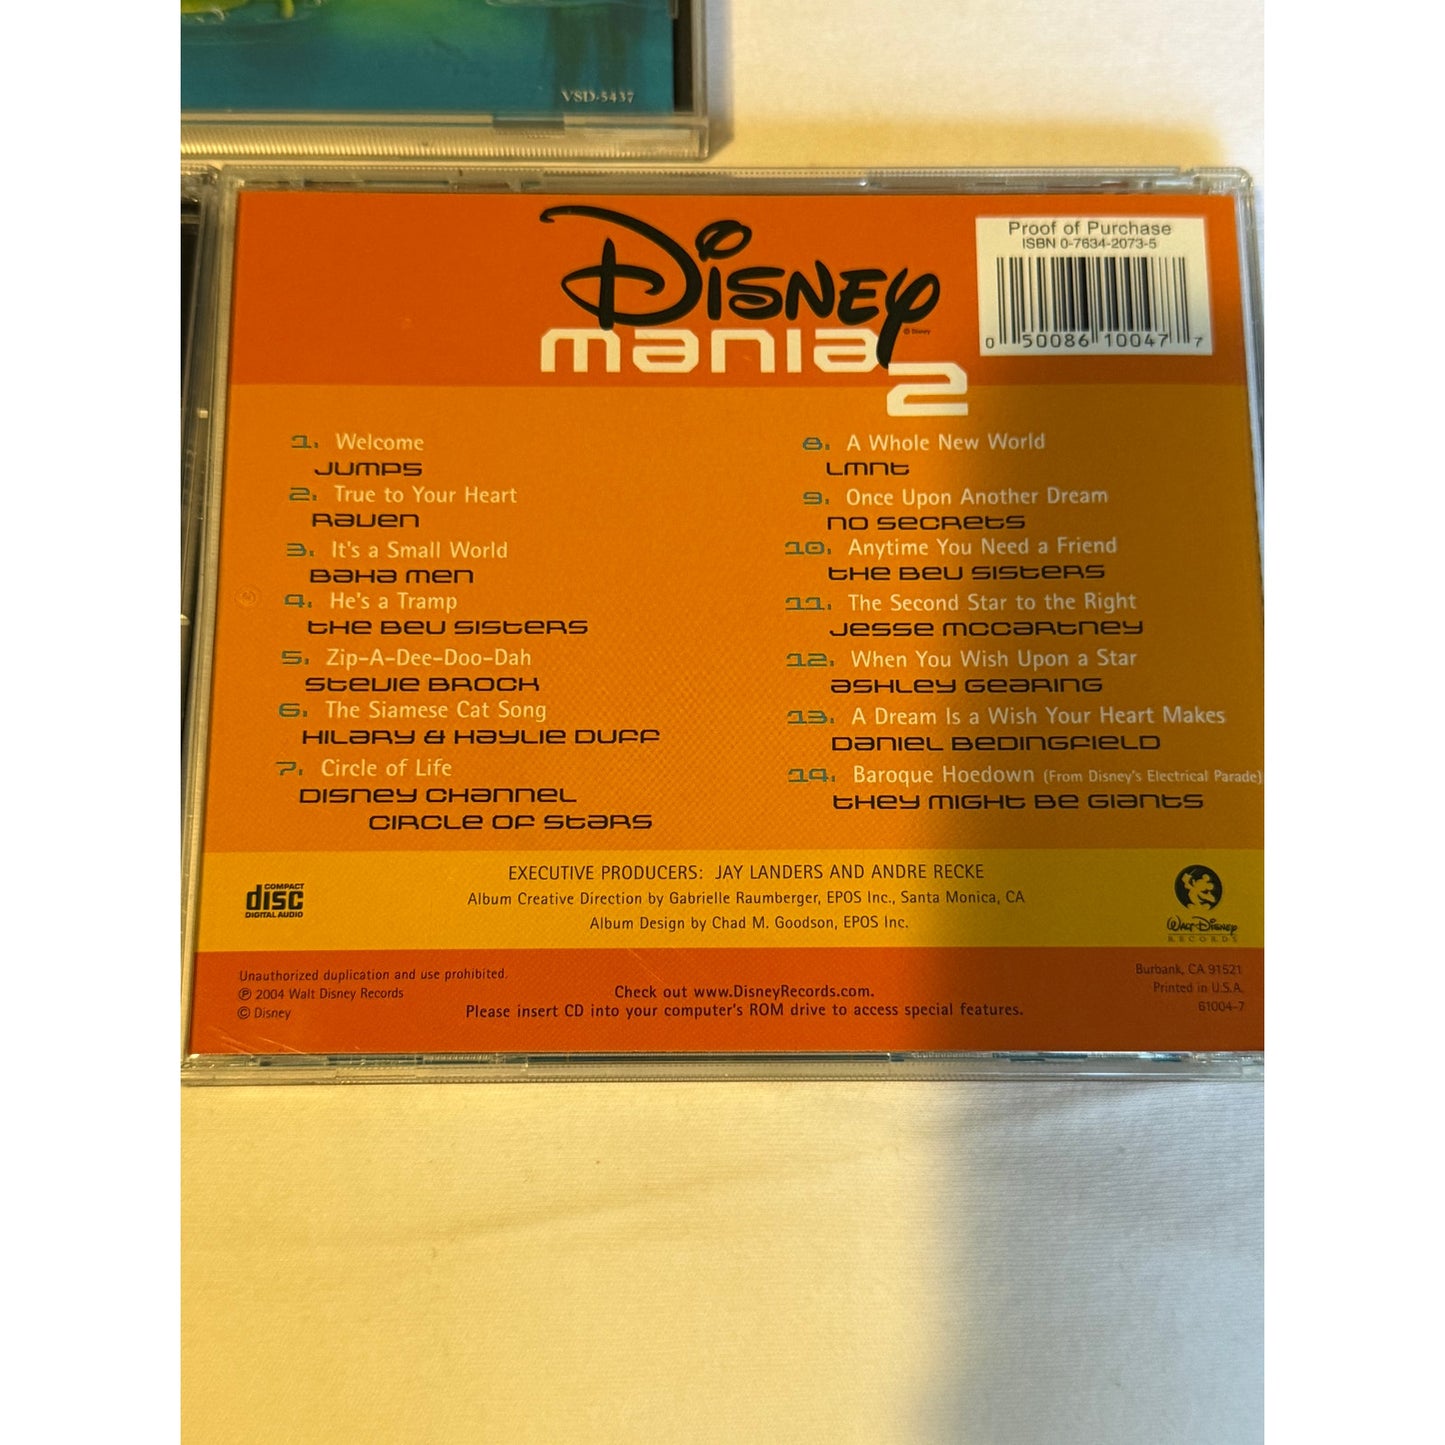 VSD-5437
Disney
© Disney
mania
2
Proof of Purchase
ISBN 0-7634-2073-5
0 50086 10047 7
1. Welcome
JUMP5
2. True to Your Heart
Raven
3. It's a Small World
Baha Men
4. He's a Tramp
The Beu Sisters
5. Zip-A-Dee-Doo-Dah
Stevie Brock
6. The Siamese Cat Song
Hilary & Haylie Duff
7. Circle of Life
Disney Channel
Circle of Stars
8. A Whole New World
LMNT
9. Once Upon Another Dream
No Secrets
10. Anytime You Need a Friend
The Beu Sisters
11. The Second Star to the Right
Jesse McCartney
12. When You Wish Upon a Star
Ashley Gearing
13. A Dream Is a Wish Your Heart Makes
Daniel Bedingfield
14. Baroque Hoedown (From Disney's Electrical Parade)
They Might Be Giants
EXECUTIVE PRODUCERS: JAY LANDERS AND ANDRE RECKE
Album Creative Direction by Gabrielle Raumberger, EPOS Inc., Santa Monica, CA
Album Design by Chad M. Goodson, EPOS Inc.
COMPACT
disc
DIGITAL AUDIO
Walt Disney
RECORDS
Unauthorized duplication and use prohibited.
℗ 2004 Walt Disney Records
© Disney
Check out www.DisneyRecords.com.
Please insert CD into your computer's ROM drive to access special features.
Burbank, CA 91521
Printed in U.S.A.
61004-7